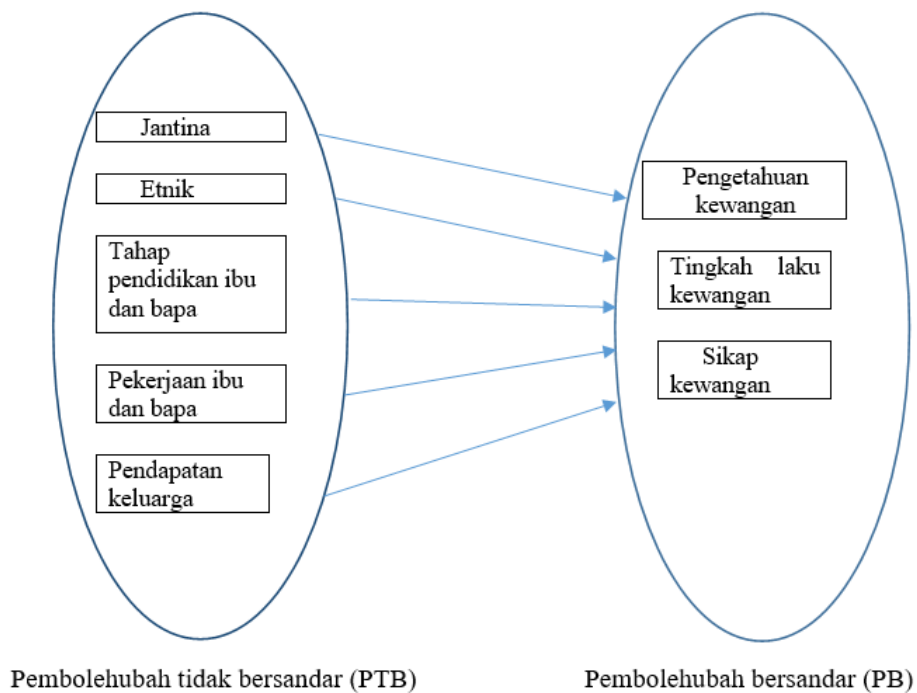 Jantina
Etnik
Tahap
pendidikan ibu
dan bapa
Pekerjaan ibu
dan bapa
Pendapatan
keluarga
Pengetahuan
kewangan
Tingkah laku
kewangan
Sikap
kewangan
Pembolehubah tidak bersandar (PTB)
Pembolehubah bersandar (PB)